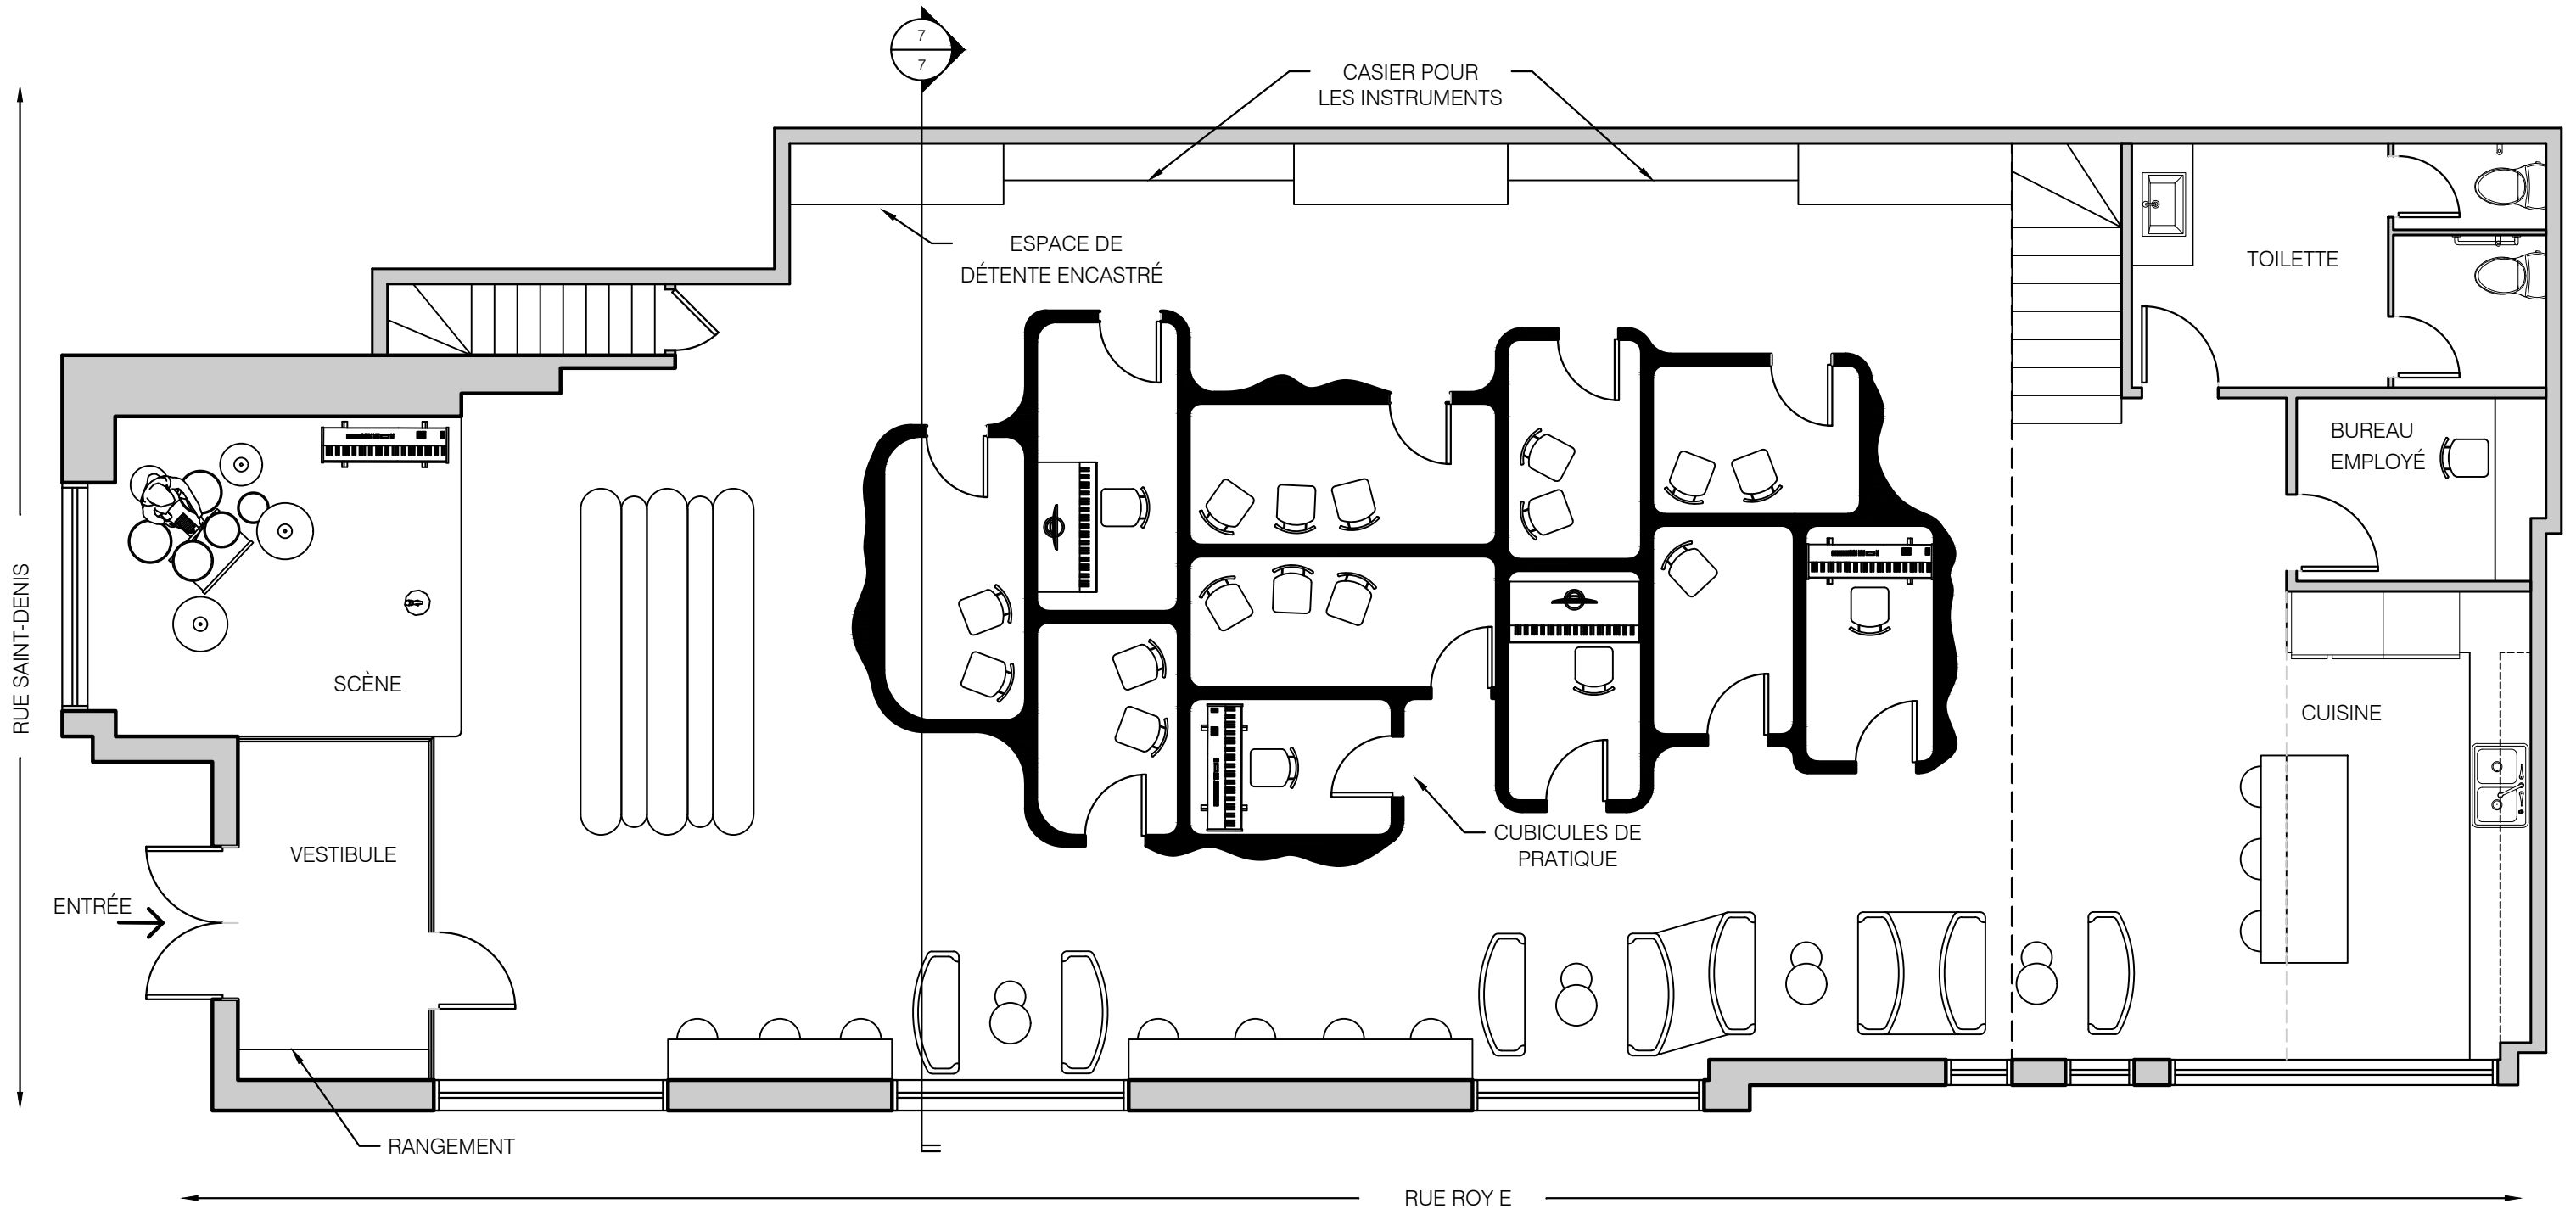 7
7
CASIER POUR
LES INSTRUMENTS
ESPACE DE
DÉTENTE ENCASTRÉ
TOILETTE
BUREAU
EMPLOYÉ
RUE SAINT-DENIS
SCÈNE
CUISINE
VESTIBULE
CUBICULES DE
PRATIQUE
ENTRÉE
RANGEMENT
RUE ROY E